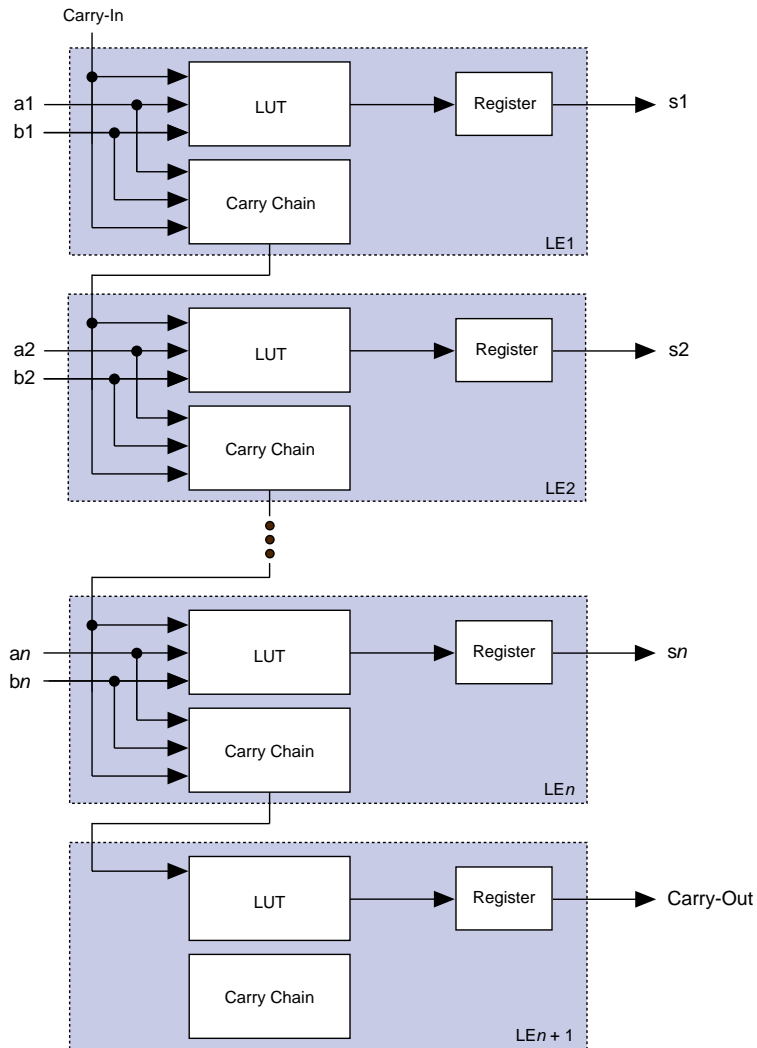 Carry-In
a1
b1
LUT
Register
s1
Carry Chain
LE1
a2
b2
LUT
Register
s2
Carry Chain
LE2
an
bn
LUT
Register
sn
Carry Chain
LEn
LUT
Register
Carry-Out
Carry Chain
LEn + 1